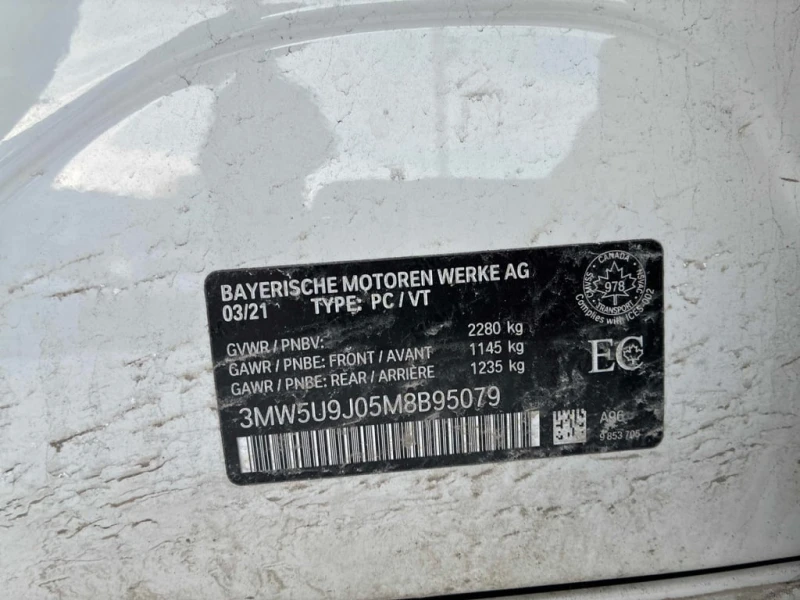 BAYERISCHE MOTOREN WERKE AG
03/21 TYPE: PC / VT
GVWR / PNBV: 2280 kg
GAWR / PNBE: FRONT / AVANT 1145 kg
GAWR / PNBE: REAR / ARRIÈRE 1235 kg
3MW5U9J05M8B95079
CANADA
978
TRANSPORT
Complies with ICES-002
EC
9 853 705